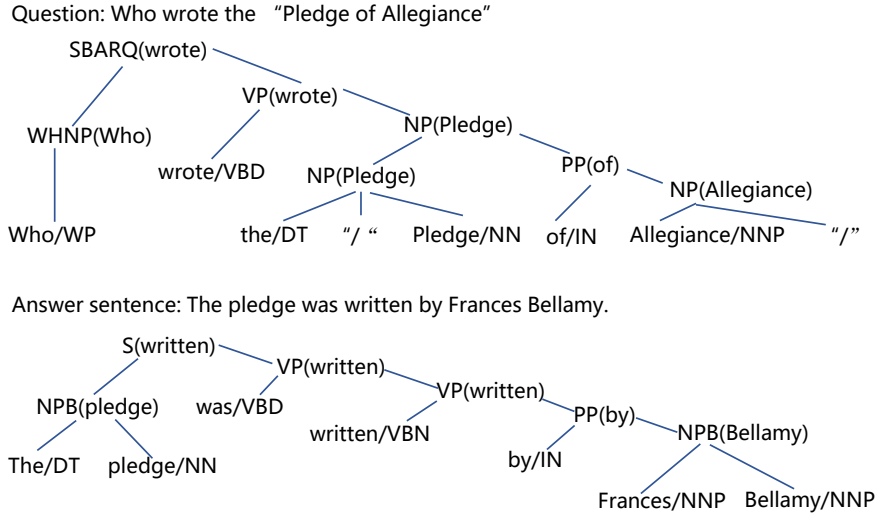 Question: Who wrote the “Pledge of Allegiance”
SBARQ(wrote)
VP(wrote)
NP(Pledge)
WHNP(Who)
PP(of)
wrote/VBD
NP(Pledge)
NP(Allegiance)
Who/WP the/DT “/ “ Pledge/NN of/IN Allegiance/NNP “/”
Answer sentence: The pledge was written by Frances Bellamy.
S(written)
VP(written)
VP(written)
NPB(pledge) was/VBD
PP(by)
written/VBN
NPB(Bellamy)
The/DT pledge/NN
by/IN
Frances/NNP Bellamy/NNP